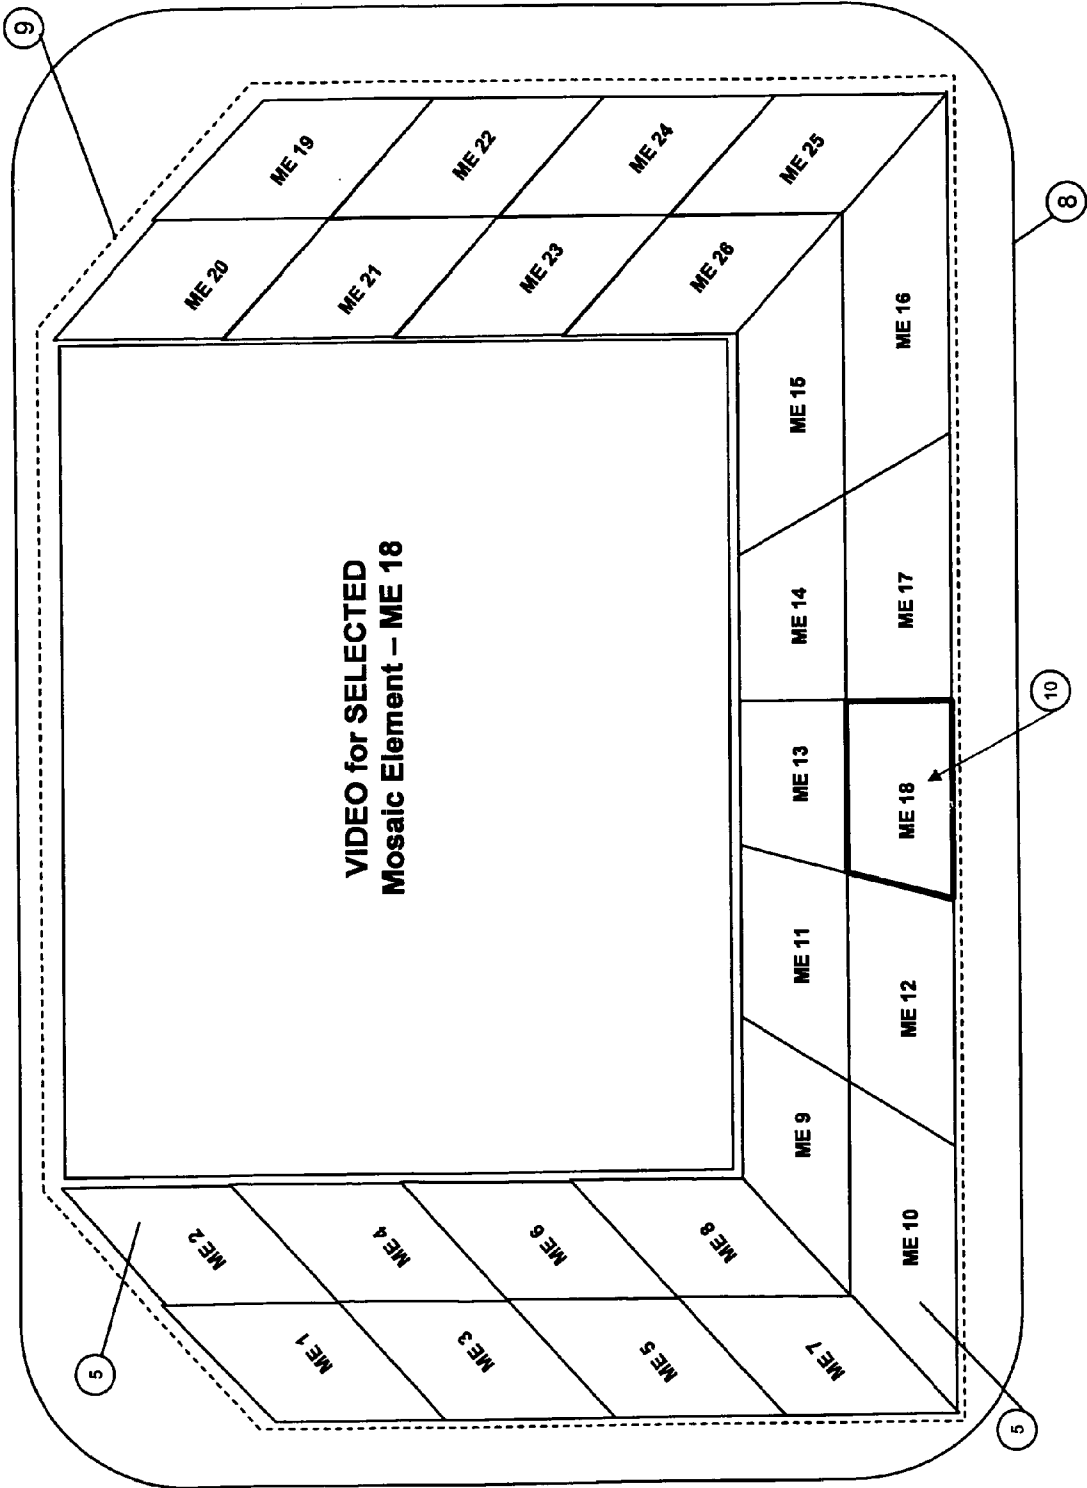 9
5
ME 1
ME 2
ME 3
ME 4
ME 5
ME 6
ME 7
ME 8
VIDEO for SELECTED
Mosaic Element – ME 18
ME 20
ME 19
ME 21
ME 22
ME 23
ME 24
ME 26
ME 25
ME 9
ME 11
ME 13
ME 14
ME 15
ME 10
ME 12
ME 18
ME 17
ME 16
5
10
8